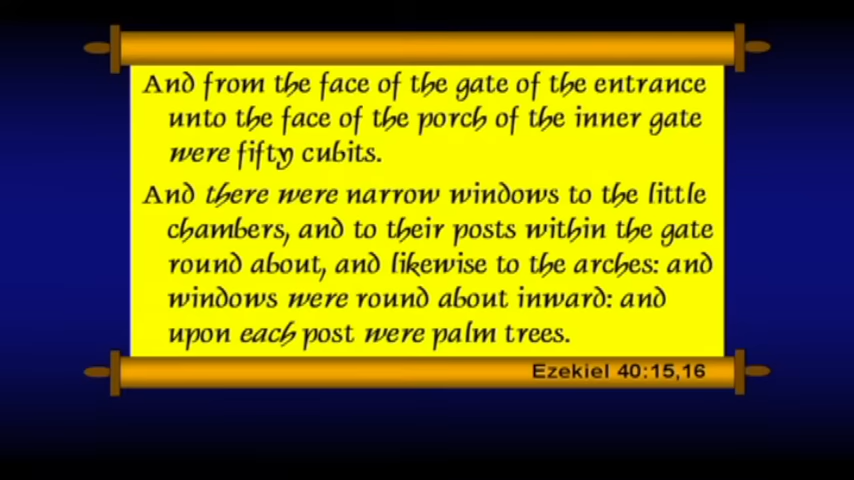 And from the face of the gate of the entrance
unto the face of the porch of the inner gate
were fifty cubits.
And there were narrow windows to the little
chambers, and to their posts within the gate
round about, and likewise to the arches: and
windows were round about inward: and
upon each post were palm trees.
Ezekiel 40:15,16